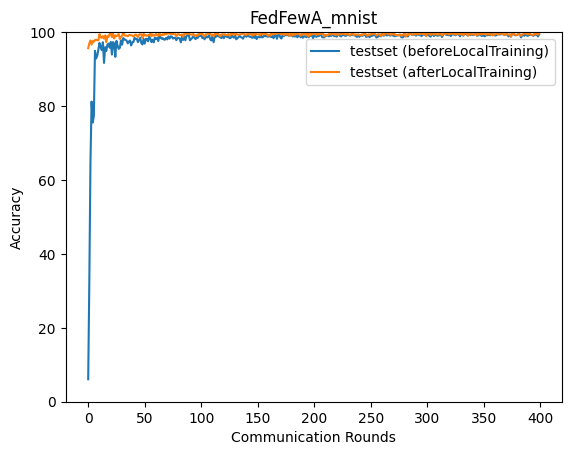 FedFewA_mnist
testset (beforeLocalTraining)
testset (afterLocalTraining)
Accuracy
100
80
60
40
20
0
0 50 100 150 200 250 300 350 400
Communication Rounds